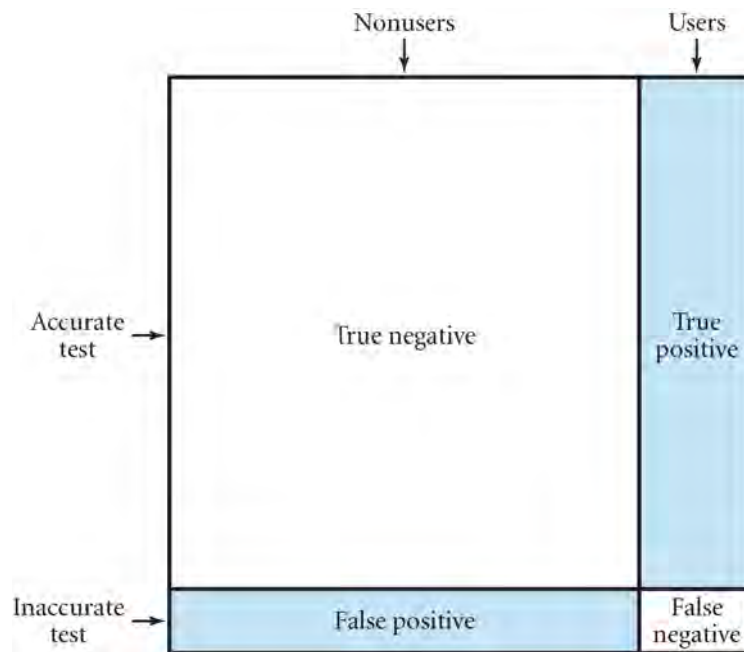 Nonusers
Users
Accurate
test
True negative
True
positive
Inaccurate
test
False positive
False
negative